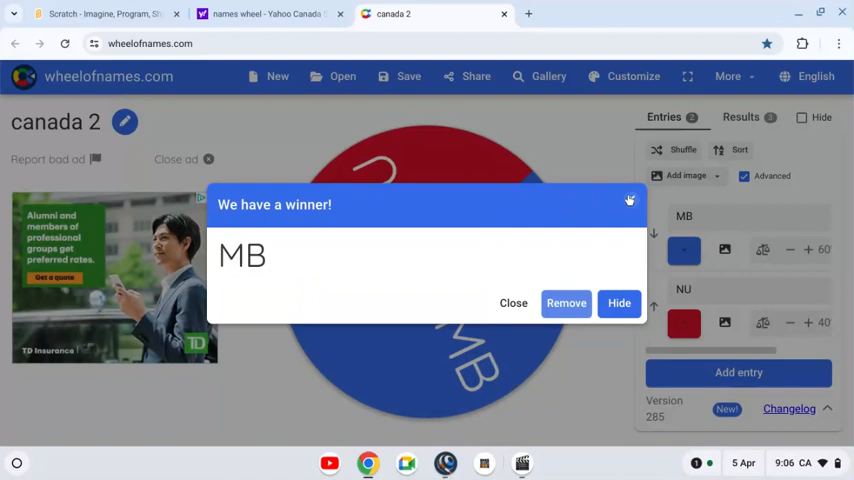 Scratch - Imagine, Program, Sh
names wheel - Yahoo Canada S
canada 2
wheelofnames.com
wheelofnames.com
New
Open
Save
Share
Gallery
Customize
More
English
canada 2
Entries 2
Results 3
Hide
Report bad ad
Close ad
Shuffle
Sort
Add image
Advanced
Alumni and
members of
professional
groups get
preferred rates.
Get a quote
TD Insurance
TD
We have a winner!
MB
Close
Remove
Hide
MB
MB
60
NU
40
Add entry
Version
285
New!
Changelog
1
5 Apr
9:06 CA